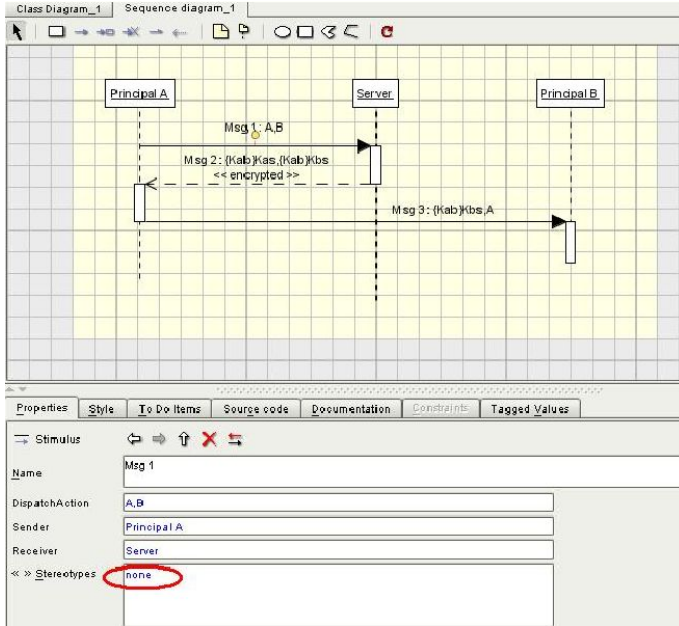 Class Diagram_1 Sequence diagram_1
Principal A Server Principal B
Msg 1 : A,B
Msg 2 : {Kab}Kas,{Kab}Kbs
<< encrypted >>
Msg 3 : {Kab}Kbs,A
Properties Style To Do Items Source code Documentation Constraints Tagged Values
Stimulus
Name Msg 1
DispatchAction A,B
Sender Principal A
Receiver Server
« » Stereotypes none